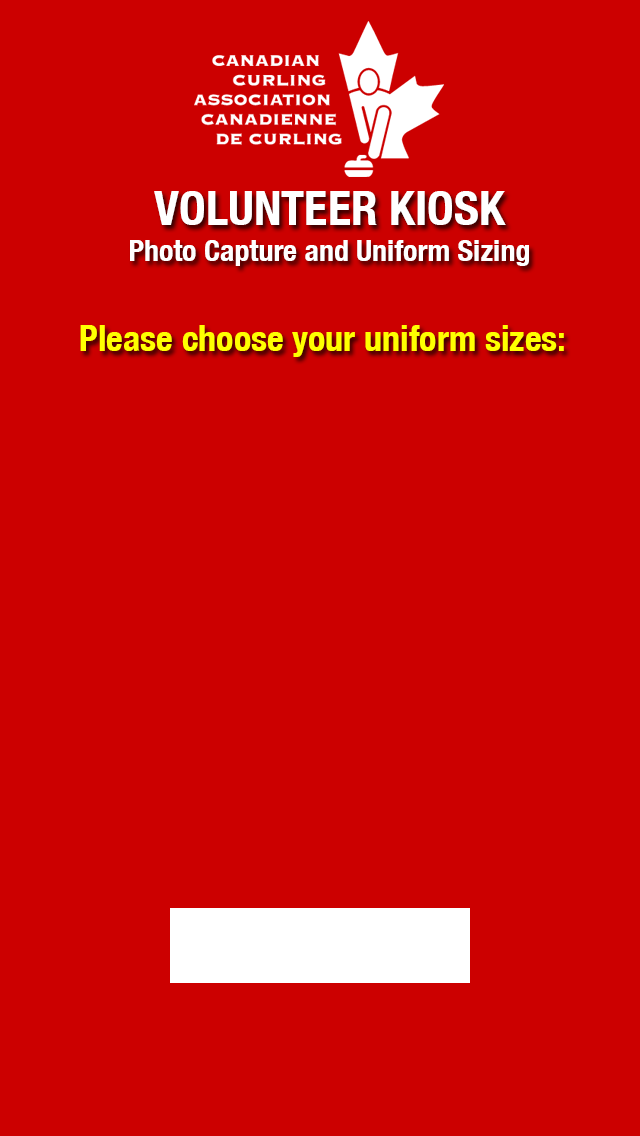 CANADIAN
CURLING
ASSOCIATION
CANADIENNE
DE CURLING
VOLUNTEER KIOSK
Photo Capture and Uniform Sizing
Please choose your uniform sizes: